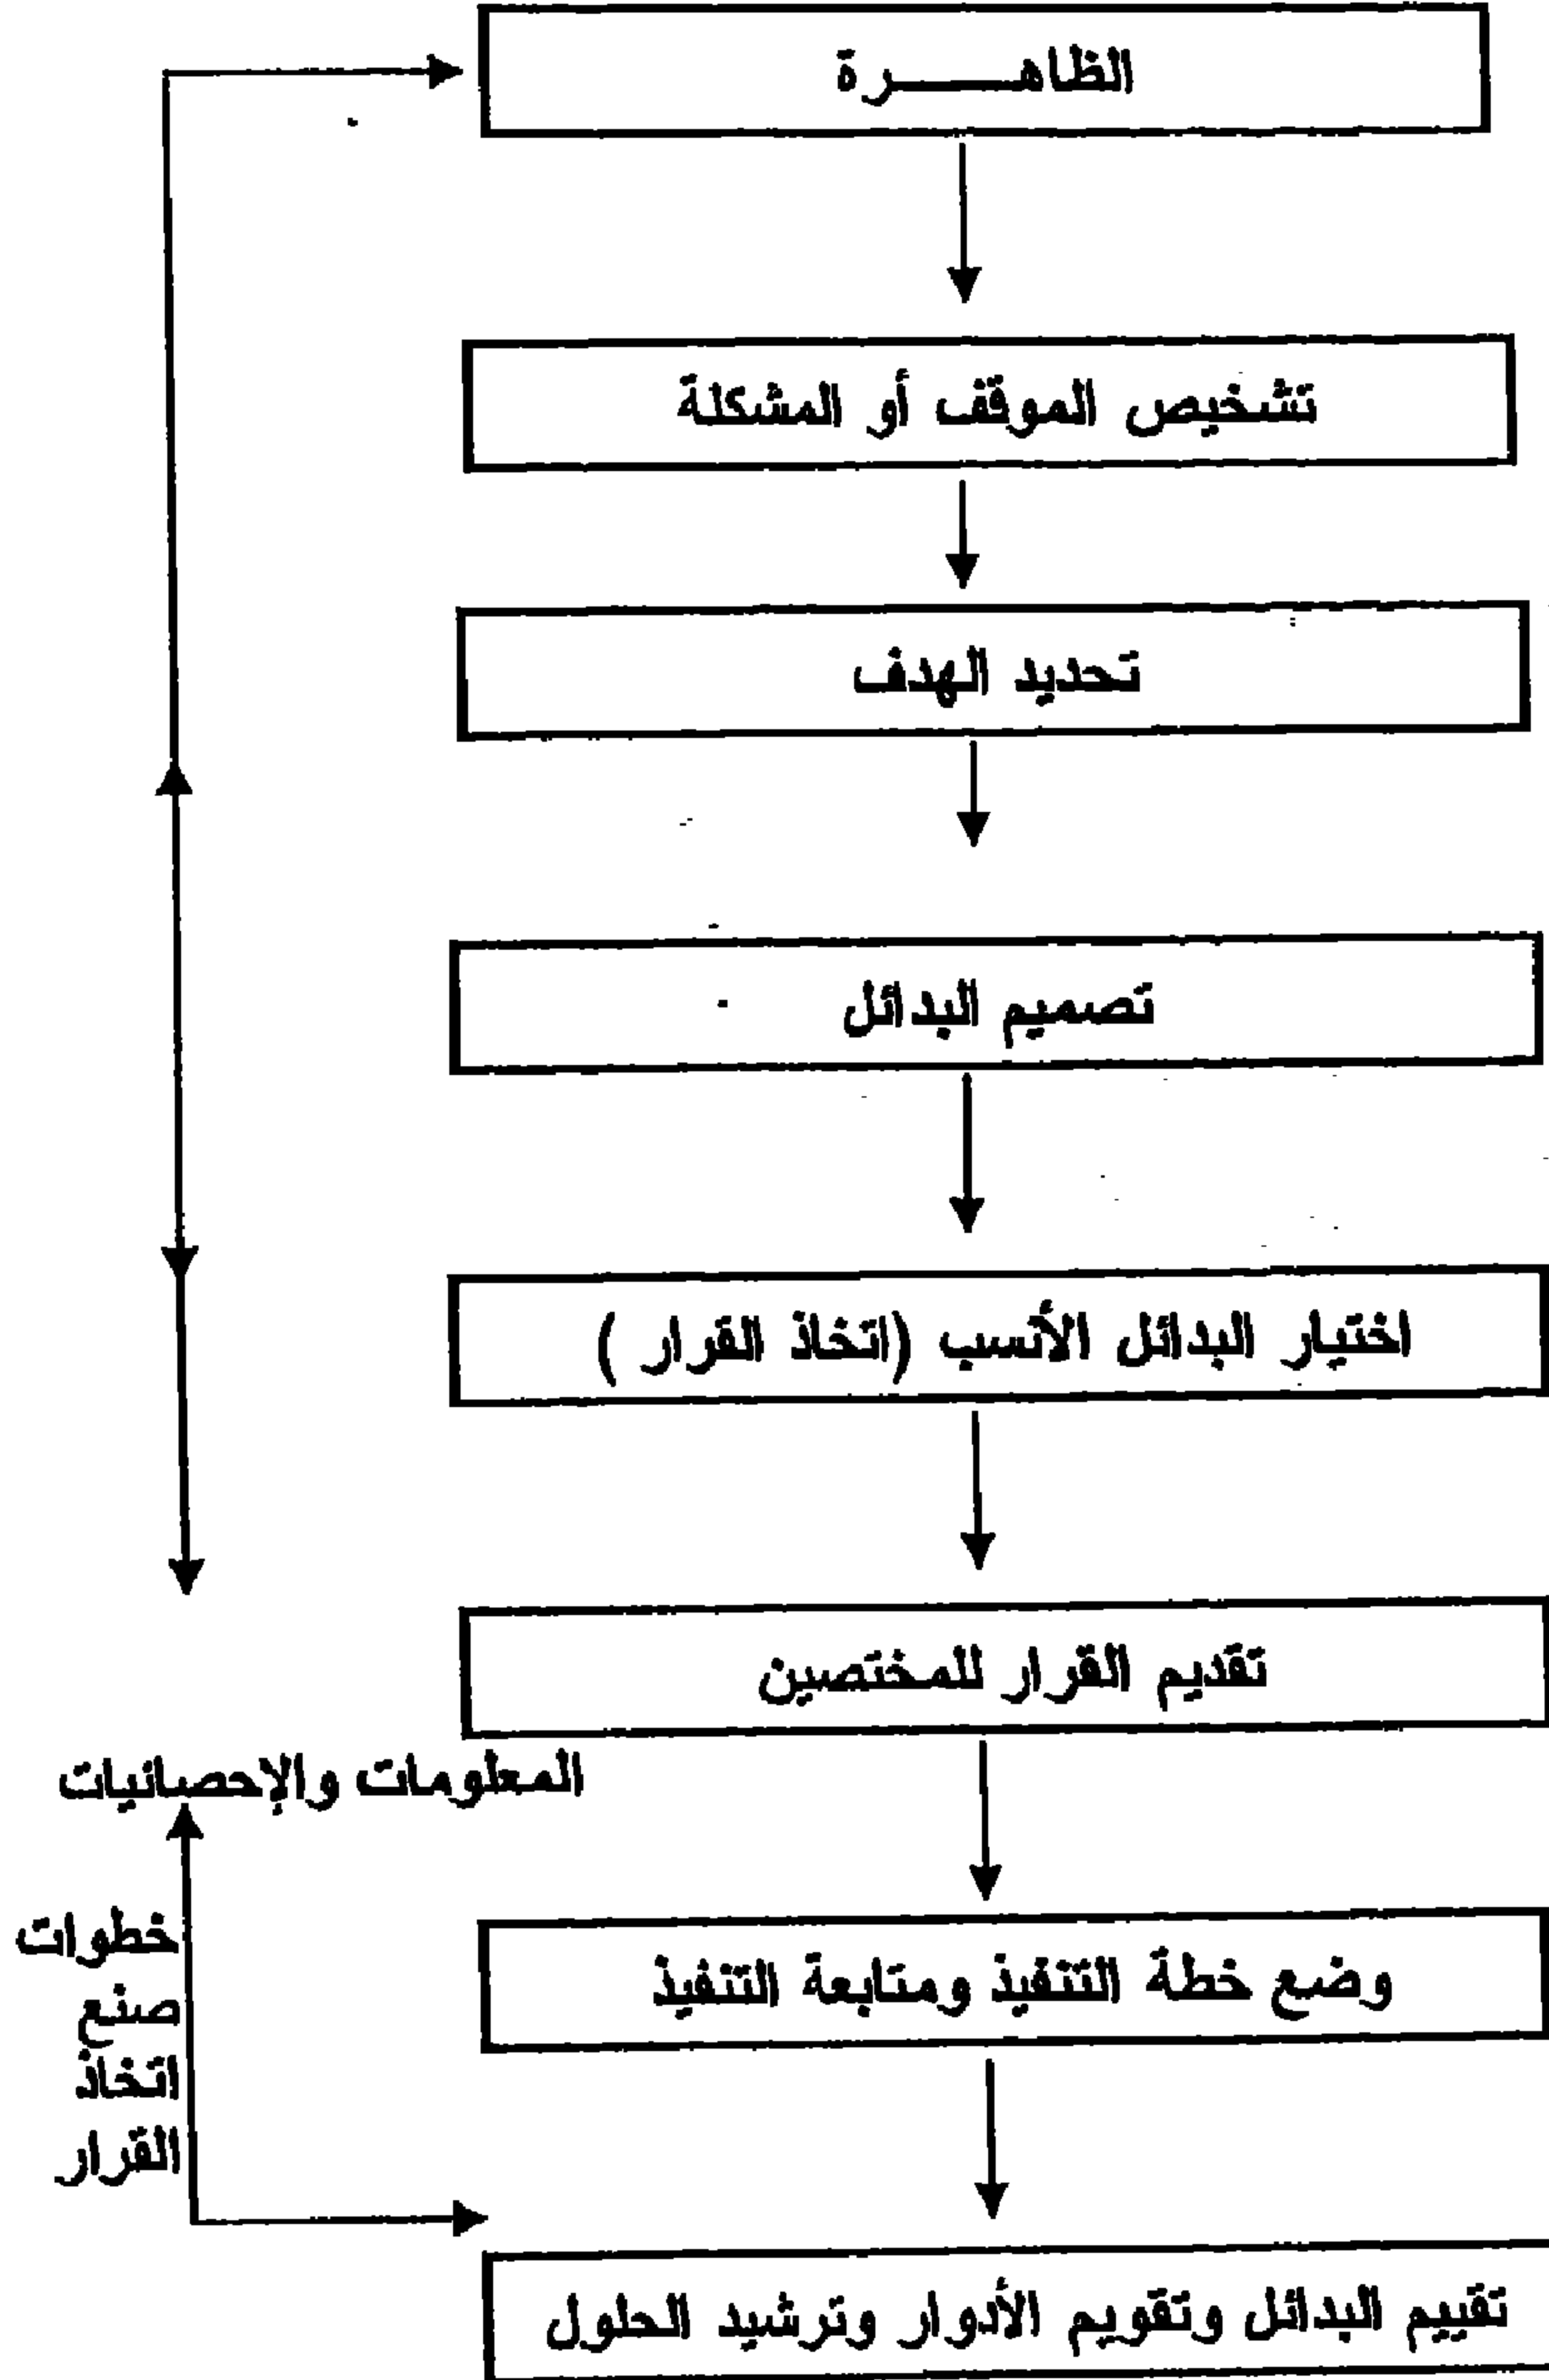 الظاهـــــرة
تشخيص الموقف أو المشكلة
تحديد الهدف
تصميم البدائل
اختيار البدائل الأنسب (اتخاذ القرار )
تقديم القرار للمختصين
المعلومات والإحصائيات
خطوات
صنع
اتخاذ
القرار
وضع خطة التنفيذ ومتابعة التنفيذ
تقييم البدائل وتقويم الأدوار وترشيد الحلول